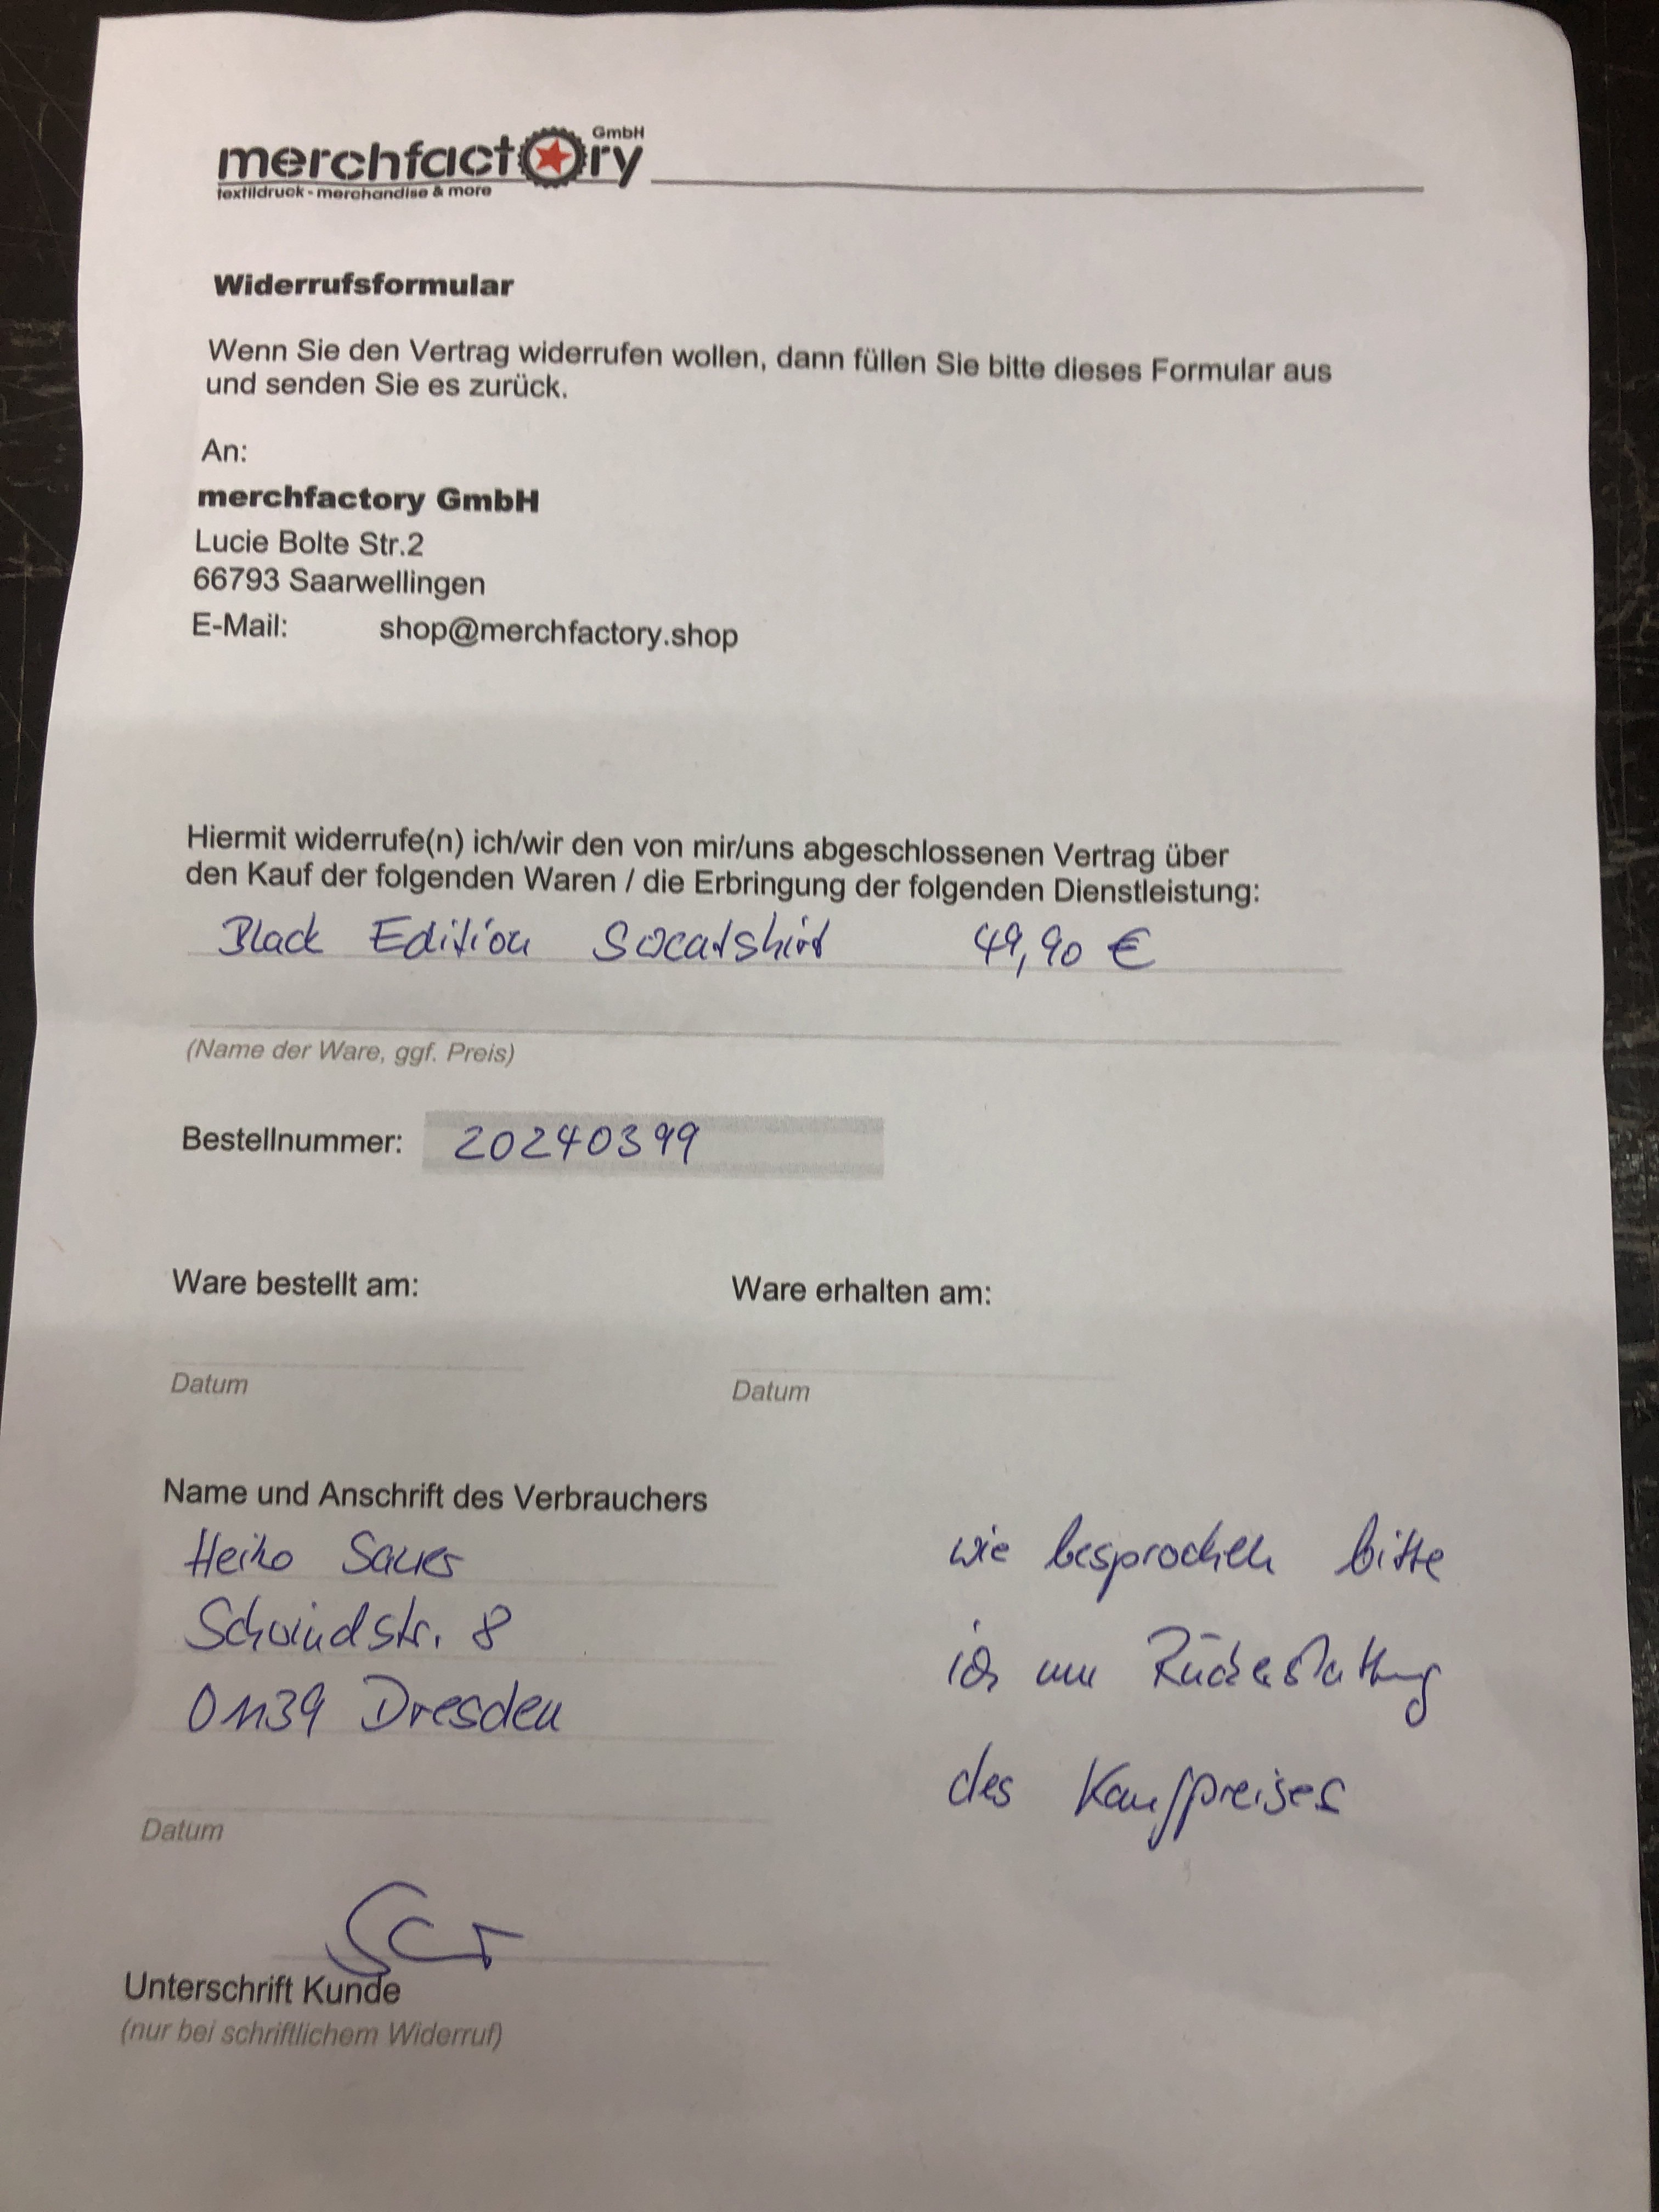 merchfactory GmbH
textildruck - merchandise & more
Widerrufsformular
Wenn Sie den Vertrag widerrufen wollen, dann füllen Sie bitte dieses Formular aus
und senden Sie es zurück.
An:
merchfactory GmbH
Lucie Bolte Str.2
66793 Saarwellingen
E-Mail: shop@merchfactory.shop
Hiermit widerrufe(n) ich/wir den von mir/uns abgeschlossenen Vertrag über
den Kauf der folgenden Waren / die Erbringung der folgenden Dienstleistung:
Black Edition Sweatshirt 49,90 €
(Name der Ware, ggf. Preis)
Bestellnummer: 20240399
Ware bestellt am: Ware erhalten am:
Datum Datum
Name und Anschrift des Verbrauchers
Heiko Sauer
Schwindstr. 8
01139 Dresden
wie besprochen bitte
ich um Rückerstattung
des Kaufpreises
Datum
Unterschrift Kunde
(nur bei schriftlichem Widerruf)